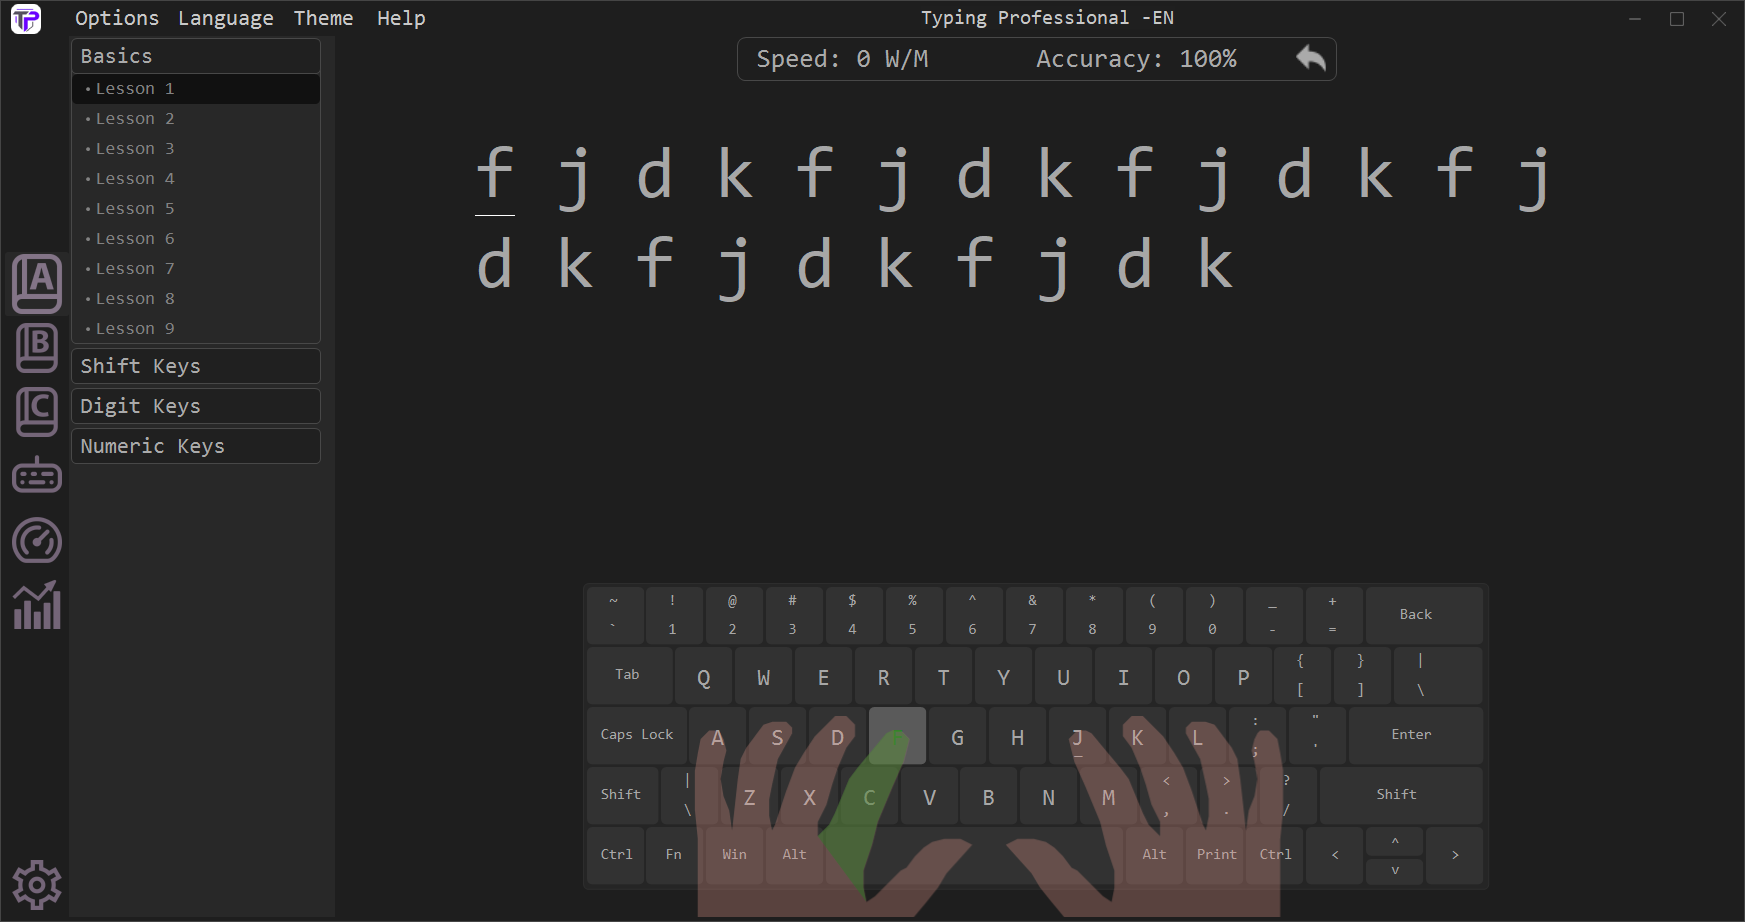 TP Options Language Theme Help Typing Professional -EN
Basics
• Lesson 1
• Lesson 2
• Lesson 3
• Lesson 4
• Lesson 5
• Lesson 6
• Lesson 7
• Lesson 8
• Lesson 9
Shift Keys
Digit Keys
Numeric Keys
A
B
C
Speed: 0 W/M Accuracy: 100%
f j d k f j d k f j d k f j
d k f j d k f j d k
~ ! @ # $ % ^ & * ( ) _ +
` 1 2 3 4 5 6 7 8 9 0 - = Back
Tab Q W E R T Y U I O P { [ } ] | \
Caps Lock A S D G H J K L : ; " ' Enter
Shift | \ Z X C V B N M < , > . ? / Shift
Ctrl Fn Win Alt Alt Print Ctrl < ^ v >